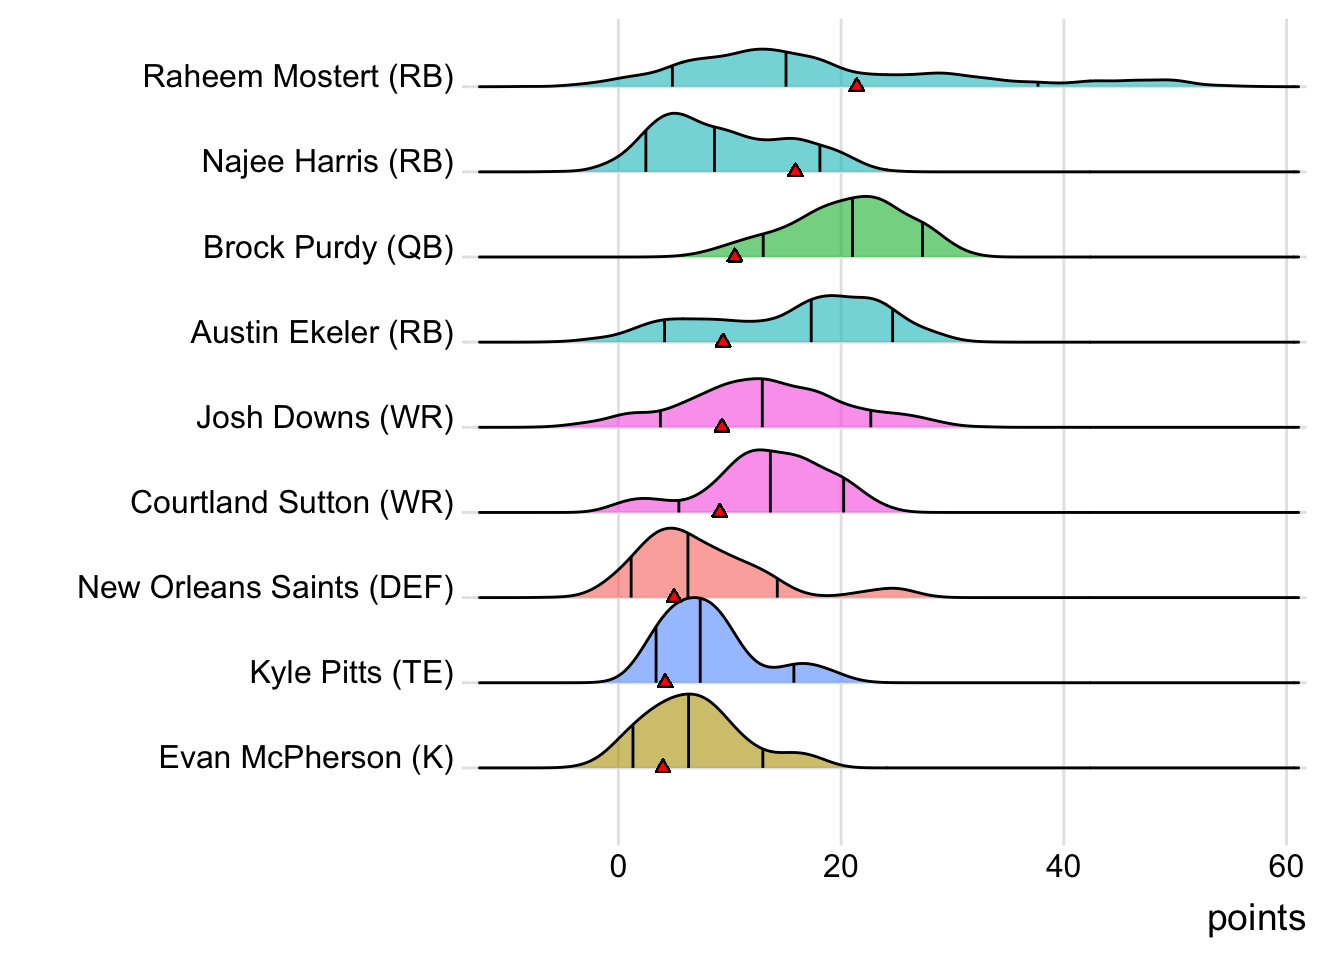 Raheem Mostert (RB)
Najee Harris (RB)
Brock Purdy (QB)
Austin Ekeler (RB)
Josh Downs (WR)
Courtland Sutton (WR)
New Orleans Saints (DEF)
Kyle Pitts (TE)
Evan McPherson (K)
0 20 40 60
points